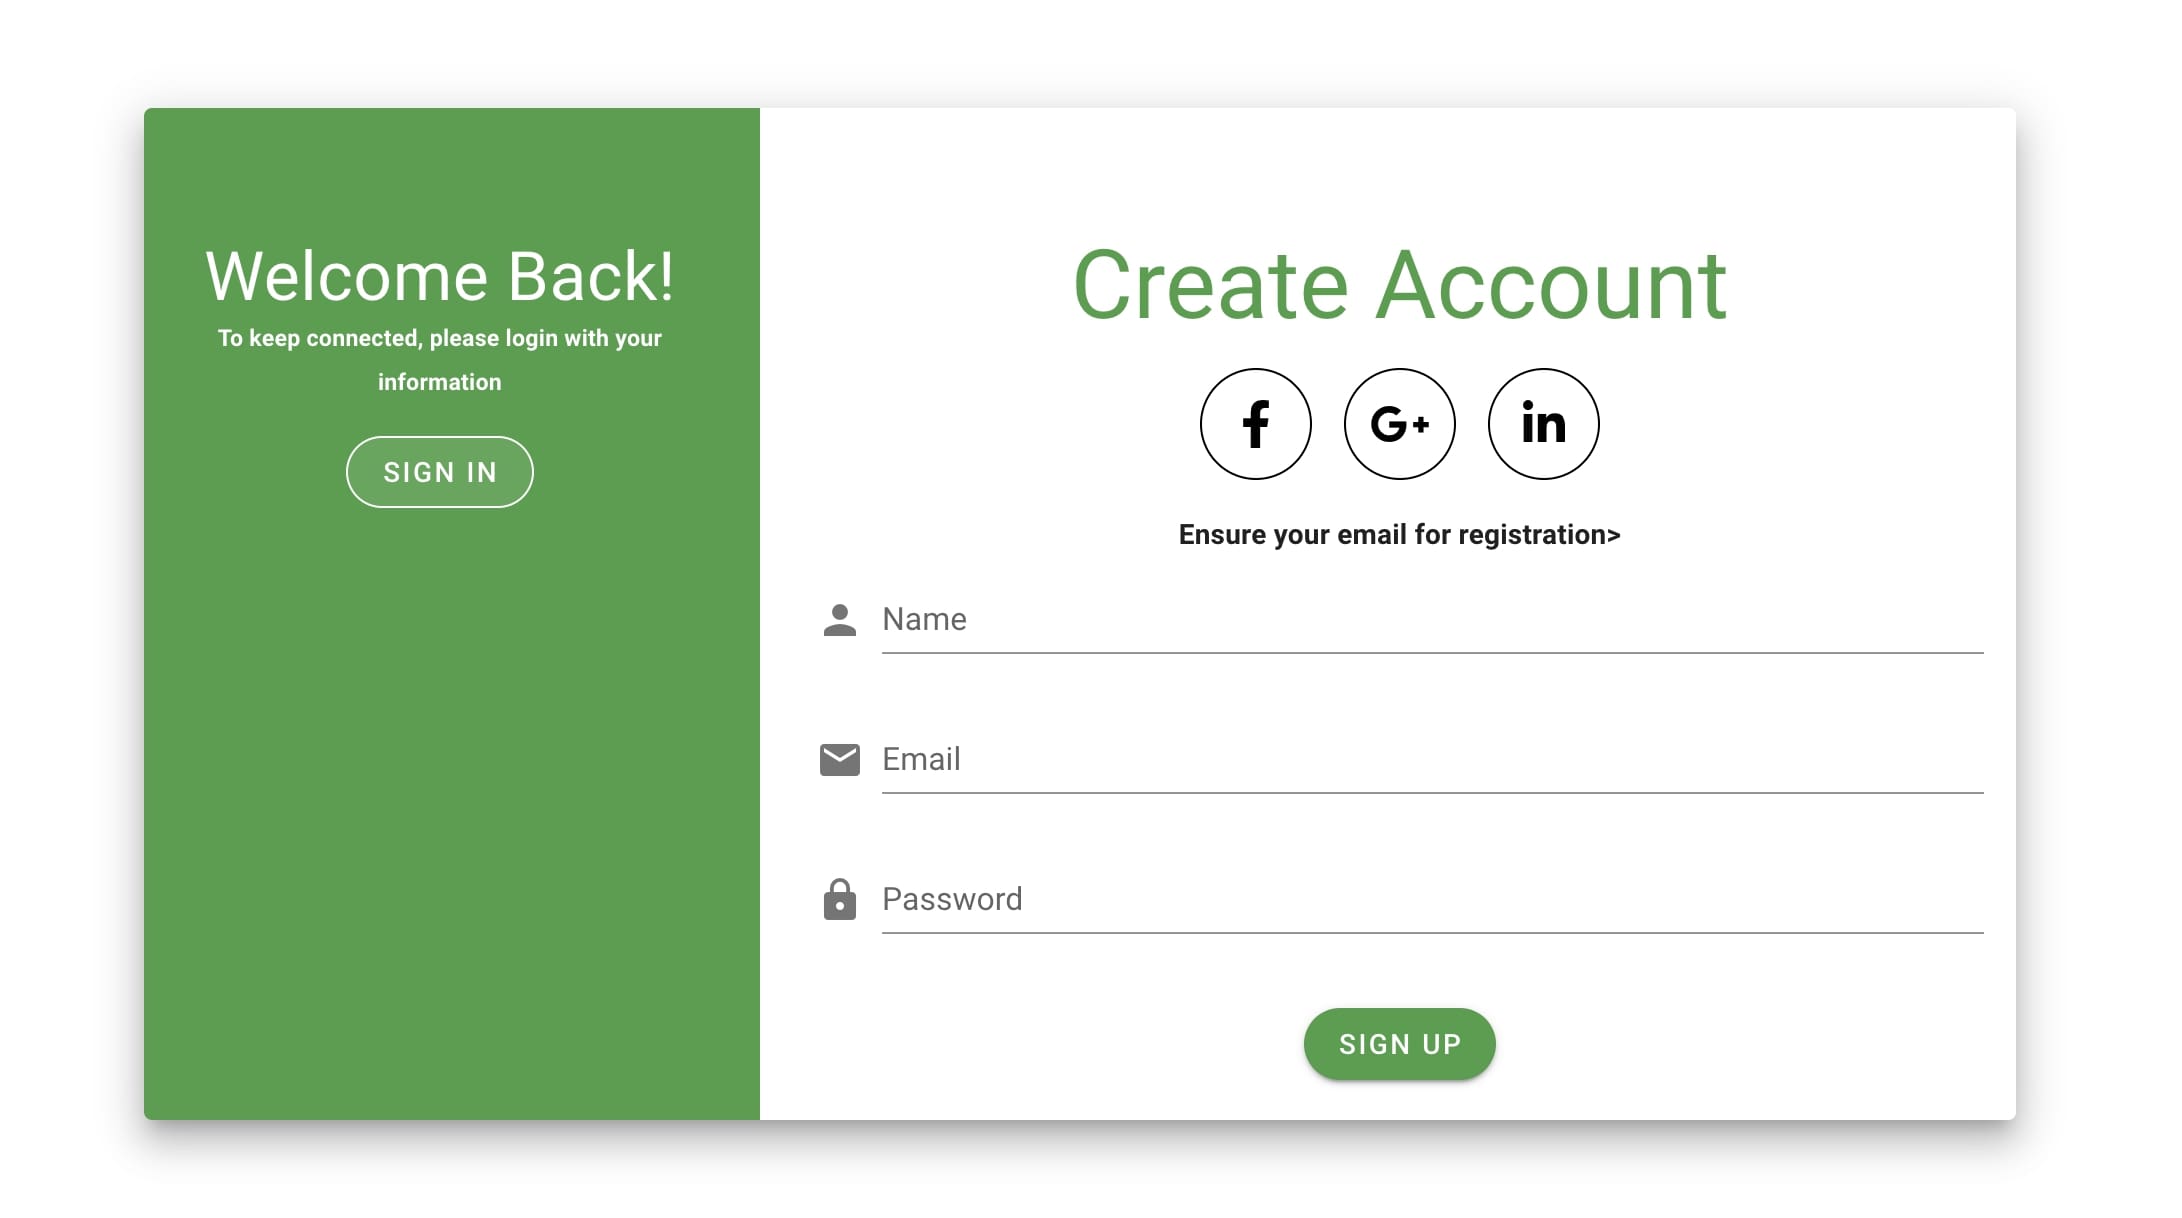 Welcome Back!
To keep connected, please login with your
information
SIGN IN
Create Account
f
G+
in
Ensure your email for registration>
Name
Email
Password
SIGN UP